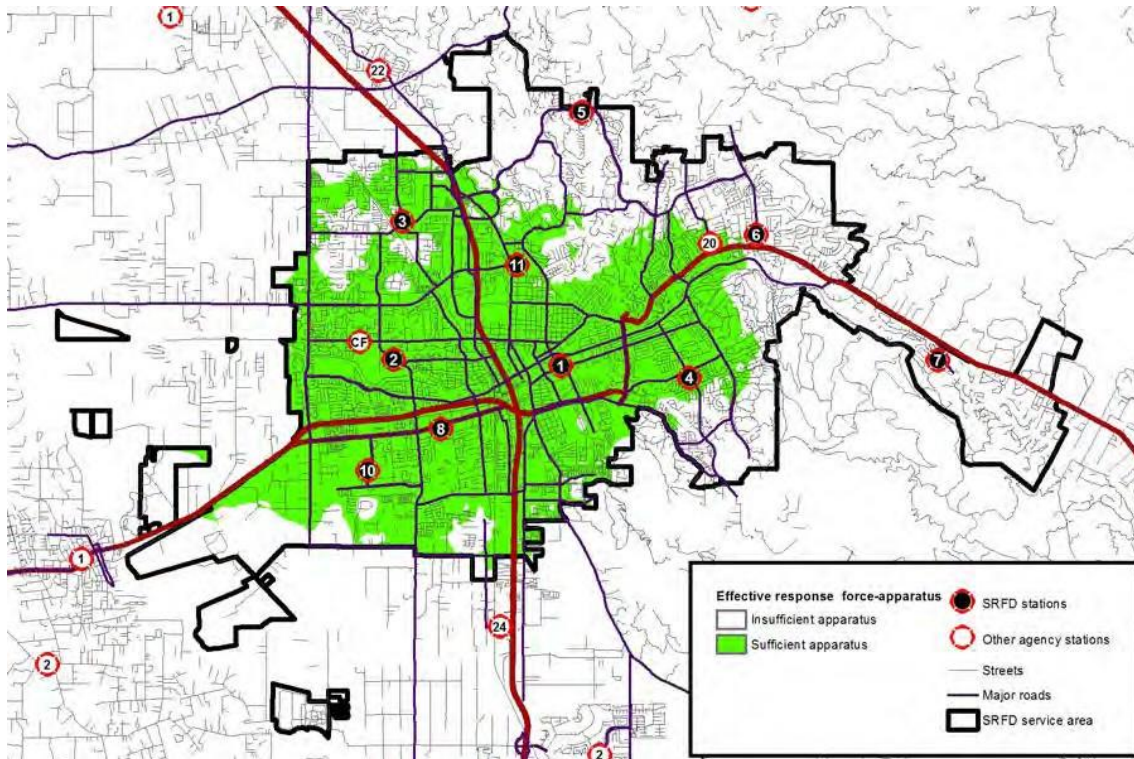 1
22
5
3
6
20
11
CF
2
1
7
4
8
10
1
24
2
2
Effective response force-apparatus
Insufficient apparatus
Sufficient apparatus
SRFD stations
Other agency stations
Streets
Major roads
SRFD service area